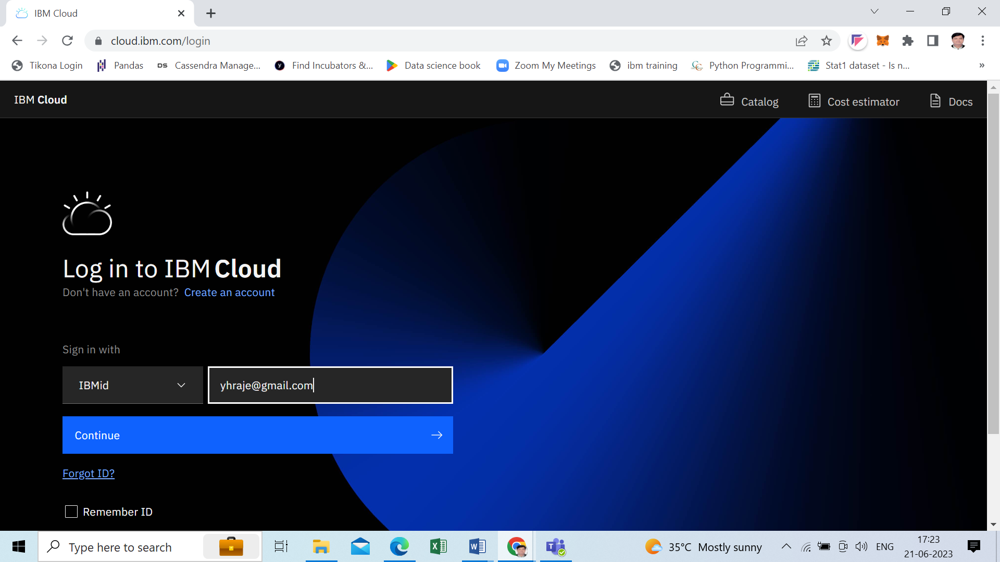 IBM Cloud
cloud.ibm.com/login
Tikona Login
Pandas
DS Cassendra Manage...
Find Incubators &...
Data science book
Zoom My Meetings
ibm training
Python Programmi...
Stat1 dataset - Is n...
»
IBM Cloud
Catalog
Cost estimator
Docs
Log in to IBM Cloud
Don't have an account? Create an account
Sign in with
IBMid
yhraje@gmail.com
Continue
Forgot ID?
Remember ID
Type here to search
35°C Mostly sunny
ENG
17:23
21-06-2023